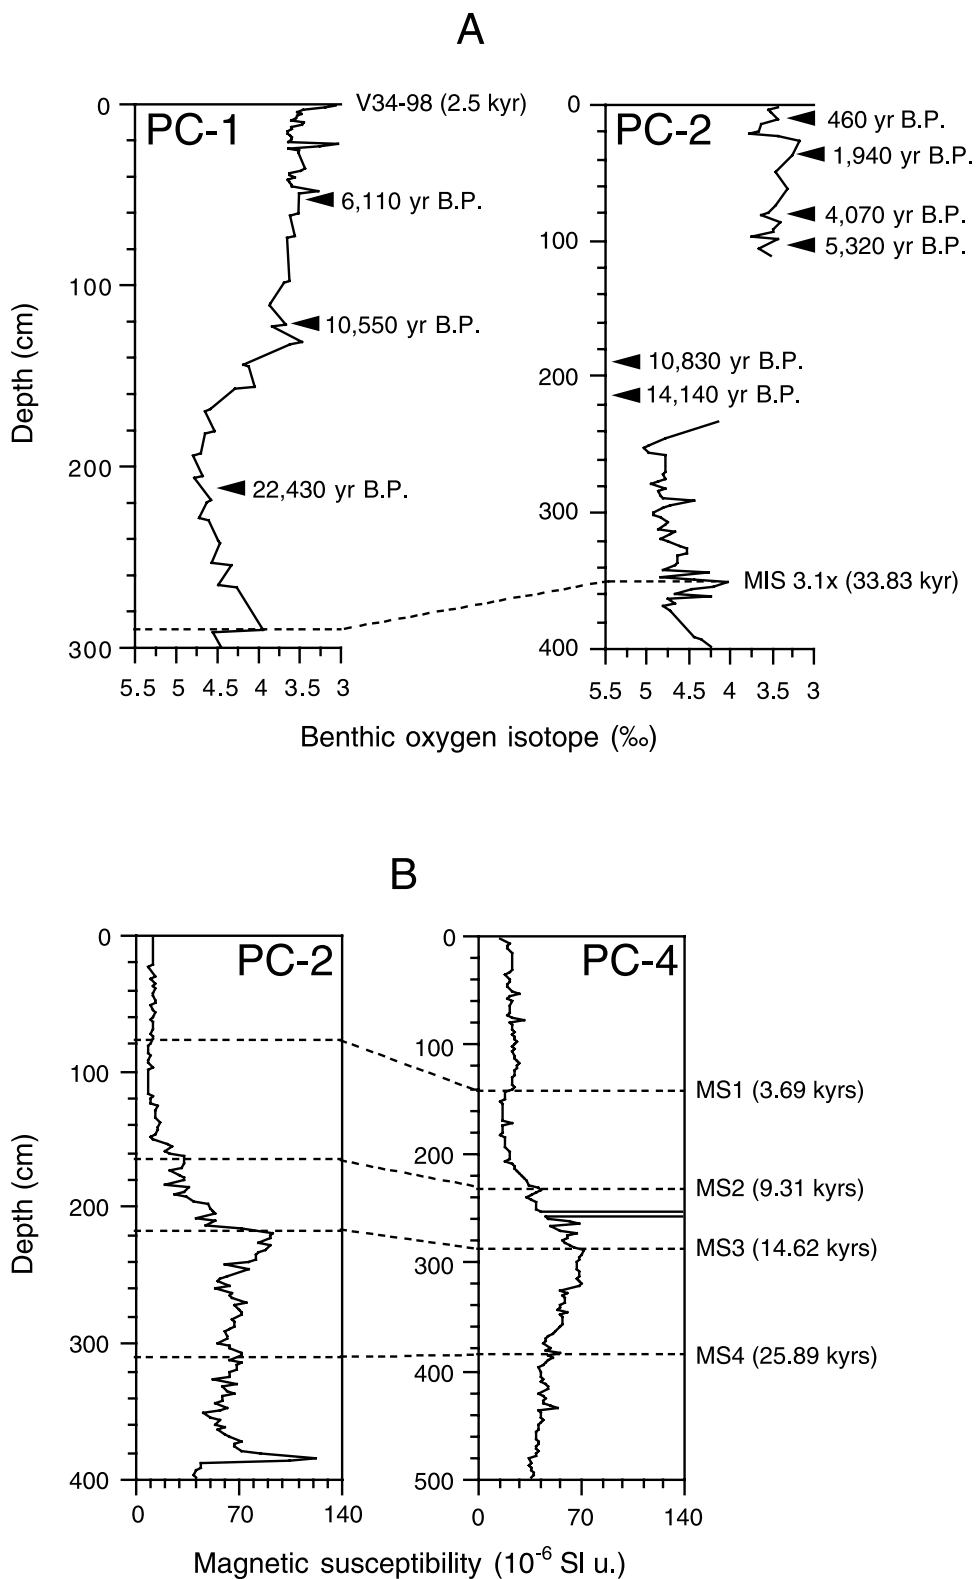 A
V34-98 (2.5 kyr)
PC-1
PC-2
0
100
200
300
0
100
200
300
400
460 yr B.P.
1,940 yr B.P.
6,110 yr B.P.
4,070 yr B.P.
5,320 yr B.P.
10,550 yr B.P.
10,830 yr B.P.
14,140 yr B.P.
22,430 yr B.P.
MIS 3.1x (33.83 kyr)
Depth (cm)
5.5 5 4.5 4 3.5 3
5.5 5 4.5 4 3.5 3
Benthic oxygen isotope (‰)
B
PC-2
PC-4
0
100
200
300
400
0
100
200
300
400
500
MS1 (3.69 kyrs)
MS2 (9.31 kyrs)
MS3 (14.62 kyrs)
MS4 (25.89 kyrs)
Depth (cm)
0 70 140
0 70 140
Magnetic susceptibility (10⁻⁶ SI u.)